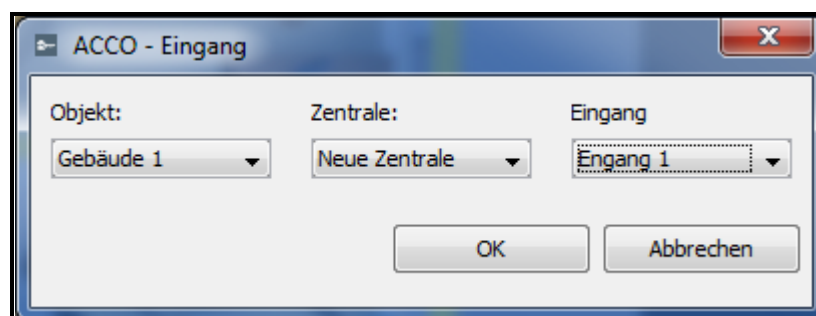 ACCO - Eingang
Objekt: Zentrale: Eingang
Gebäude 1 Neue Zentrale Engang 1
OK Abbrechen